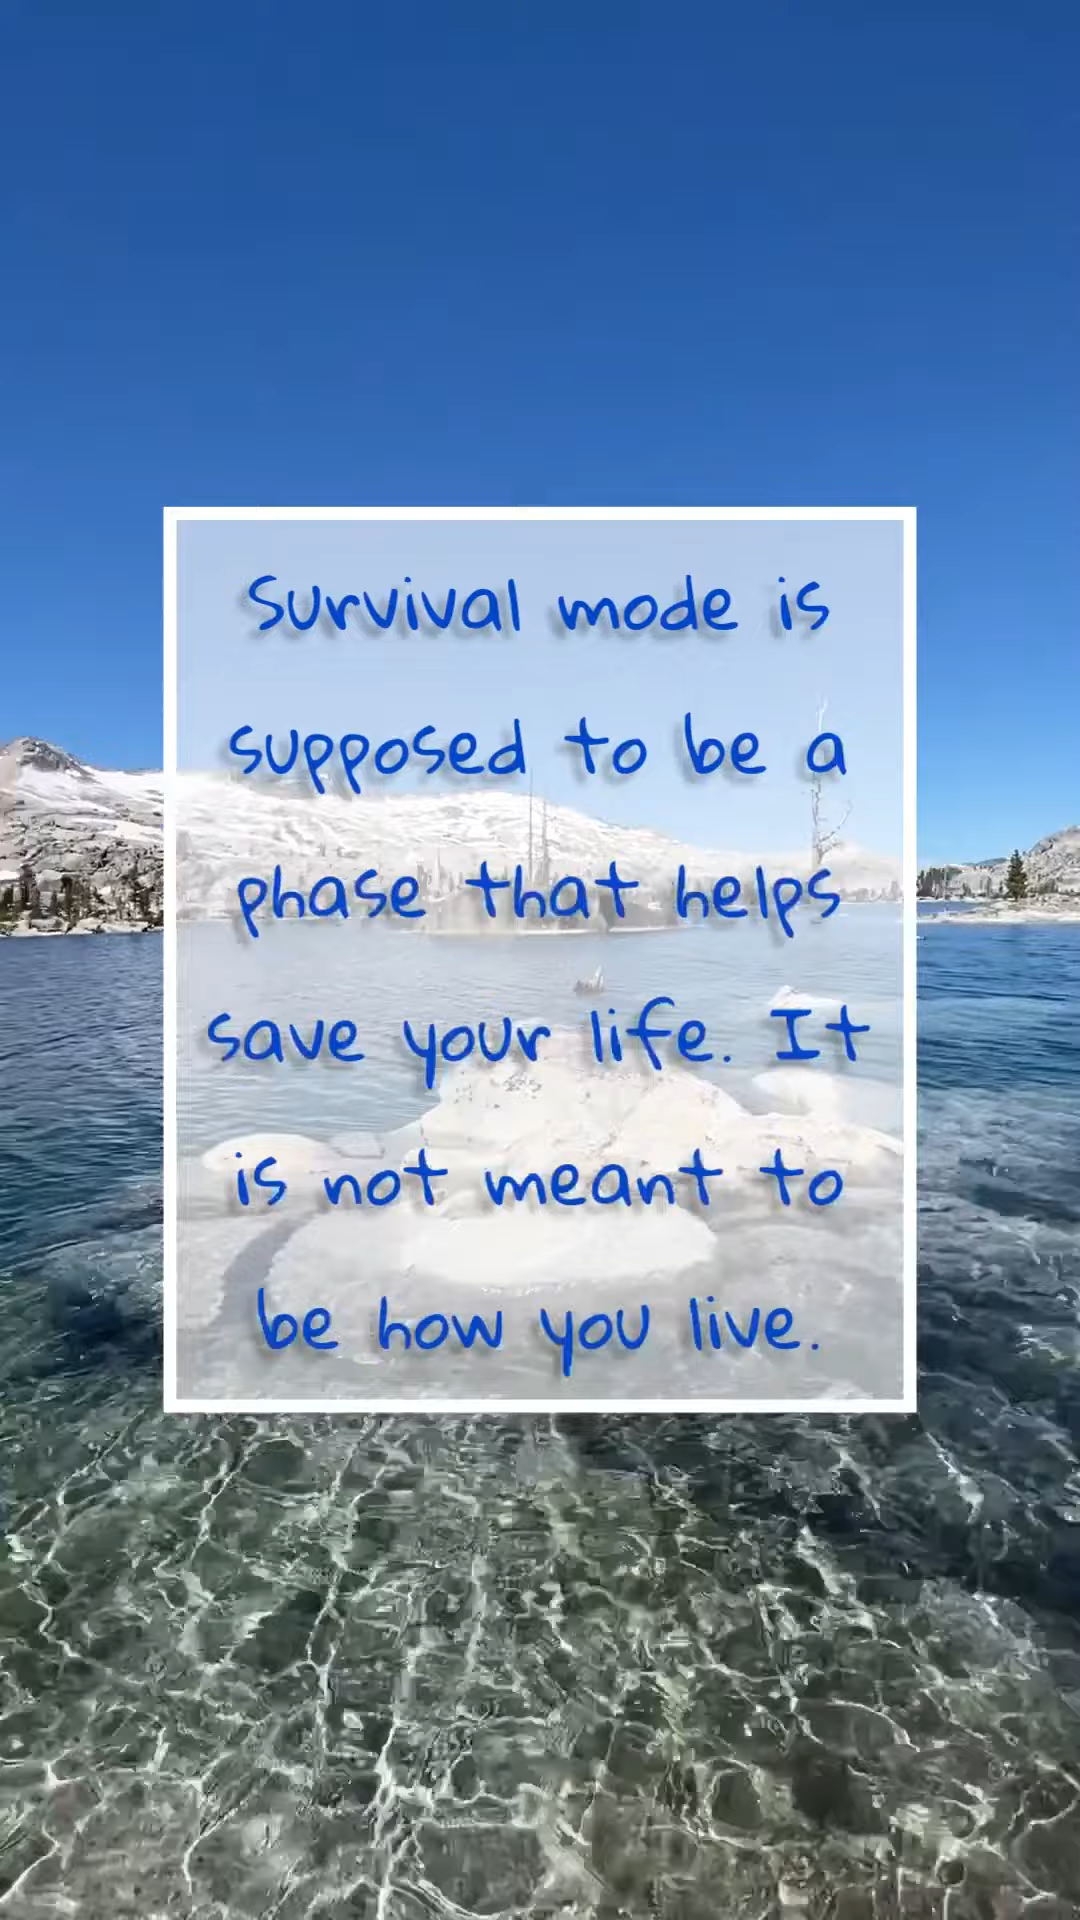 Survival mode is
supposed to be a
phase that helps
save your life. It
is not meant to
be how you live.